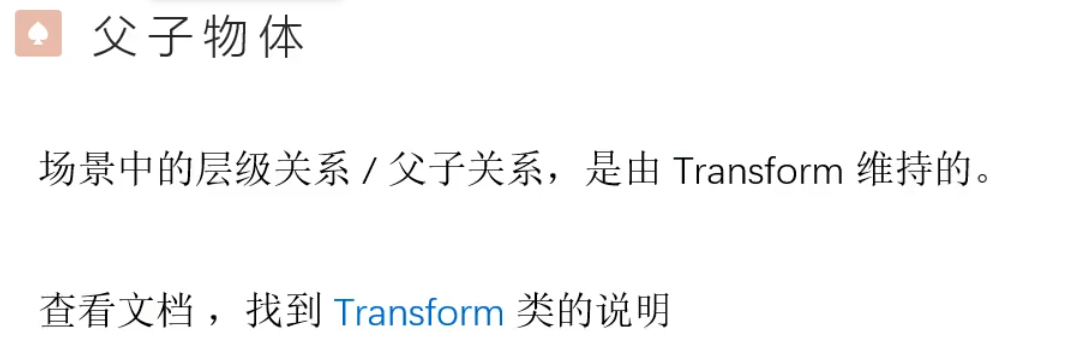 父子物体
场景中的层级关系 / 父子关系，是由 Transform 维持的。
查看文档 ，找到 Transform 类的说明